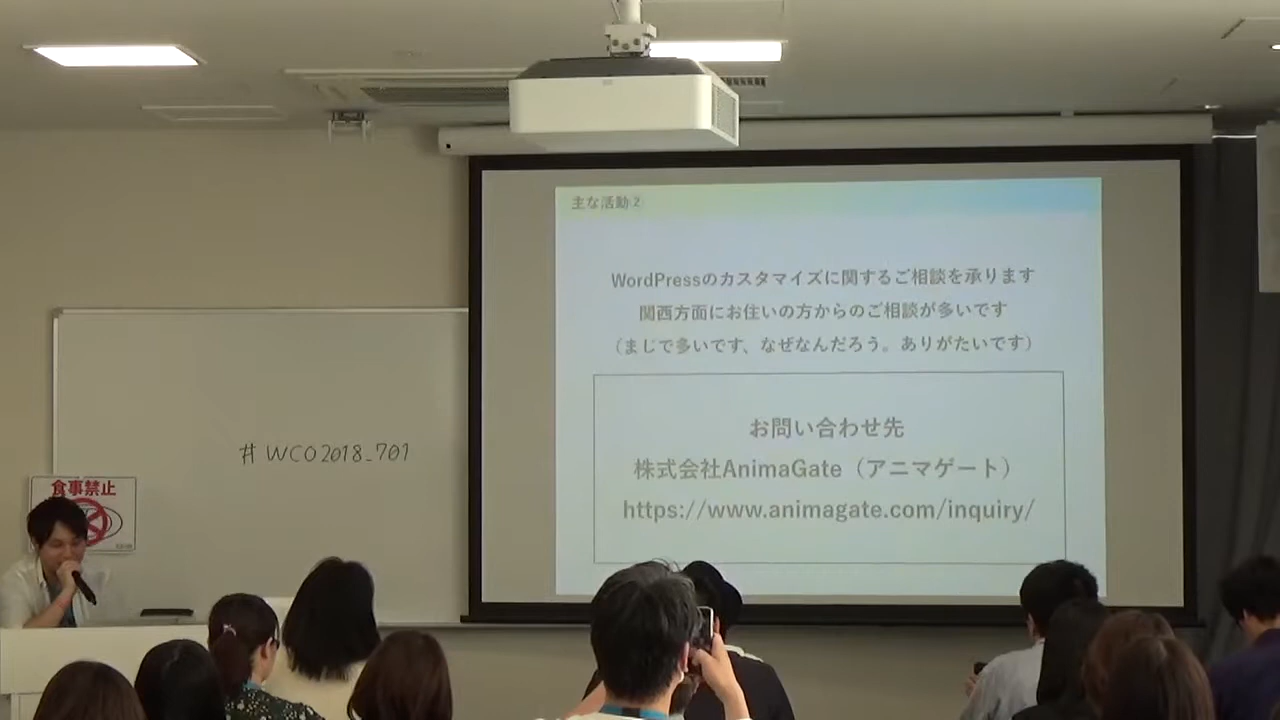 主な活動2
WordPressのカスタマイズに関するご相談を承ります
関西方面にお住いの方からのご相談が多いです
（まじで多いです、なぜなんだろう。ありがたいです）
お問い合わせ先
株式会社AnimaGate（アニマゲート）
https://www.animagate.com/inquiry/
#WCO2018_701
食事禁止